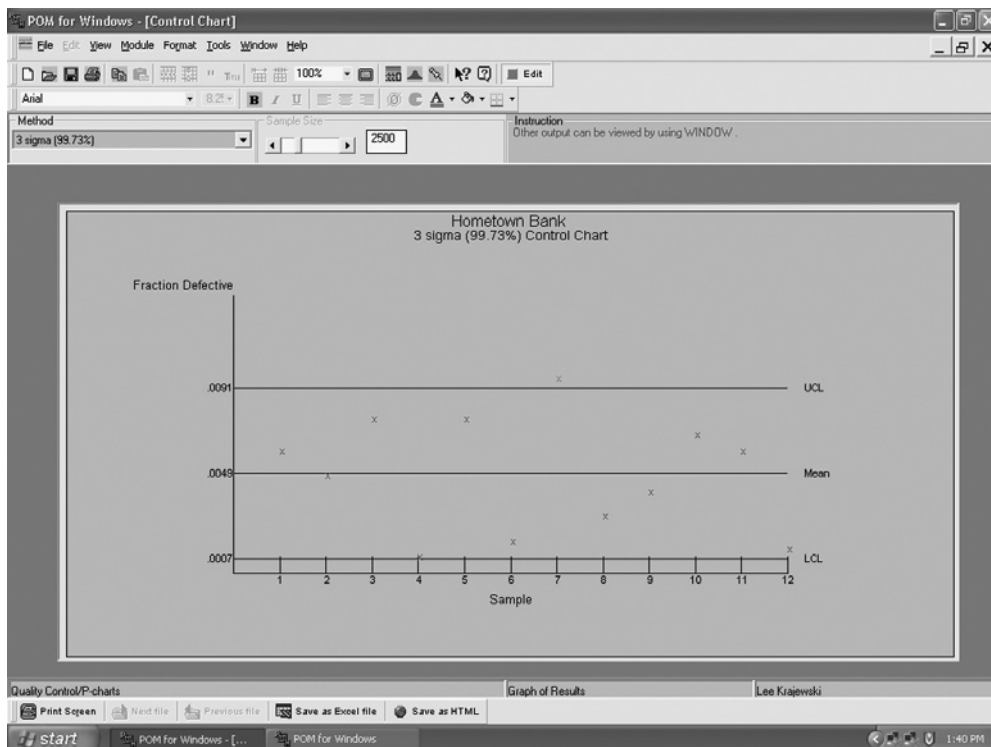 POM for Windows - [Control Chart]
File Edit View Module Format Tools Window Help
100% Edit
Arial 8.25 B I U
Method Sample Size Instruction
3 sigma (99.73%) 2500 Other output can be viewed by using WINDOW .
Hometown Bank
3 sigma (99.73%) Control Chart
Fraction Defective
.0091 UCL
.0049 Mean
.0007 LCL
1 2 3 4 5 6 7 8 9 10 11 12
Sample
Quality Control/P-charts Graph of Results Lee Krajewski
Print Screen Next file Previous file Save as Excel file Save as HTML
start POM for Windows - [... POM for Windows 1:40 PM